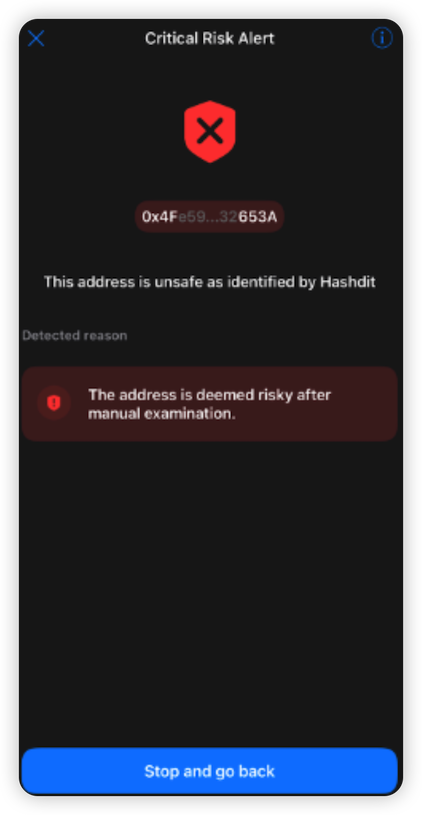 Critical Risk Alert
0x4Fe59...32653A
This address is unsafe as identified by Hashdit
Detected reason
The address is deemed risky after
manual examination.
Stop and go back